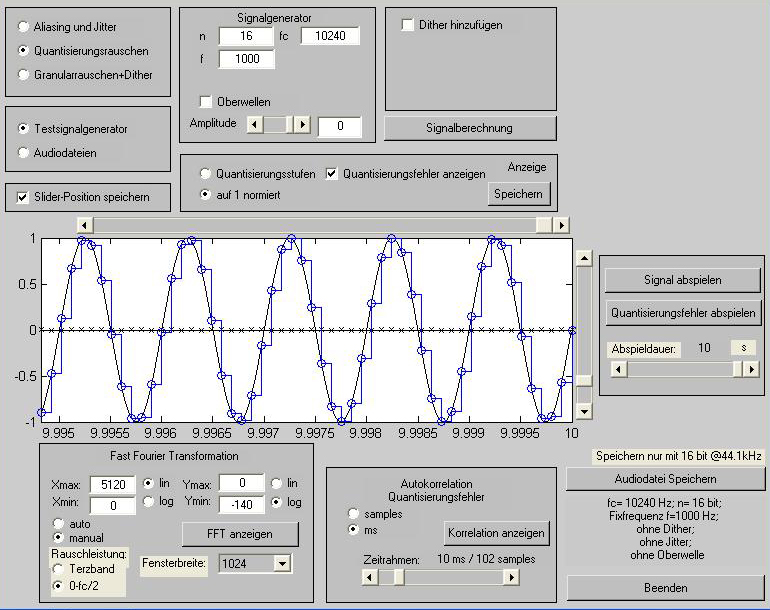 Aliasing und Jitter
Quantisierungsrauschen
Granularrauschen+Dither
Testsignalgenerator
Audiodateien
Slider-Position speichern
Signalgenerator
n 16 fc 10240
f 1000
Oberwellen
Amplitude 0
Dither hinzufügen
Signalberechnung
Quantisierungsstufen Quantisierungsfehler anzeigen Anzeige
auf 1 normiert Speichern
1
0.5
0
-0.5
-1
9.995 9.9955 9.996 9.9965 9.997 9.9975 9.998 9.9985 9.999 9.9995 10
Signal abspielen
Quantisierungsfehler abspielen
Abspieldauer: 10 s
Fast Fourier Transformation
Xmax: 5120 lin Ymax: 0 lin
Xmin: 0 log Ymin: -140 log
auto
manual
FFT anzeigen
Rauschleistung:
Terzband
0-fc/2
Fensterbreite: 1024
Autokorrelation
Quantisierungsfehler
samples
ms
Korrelation anzeigen
Zeitrahmen: 10 ms / 102 samples
Speichern nur mit 16 bit @44.1kHz
Audiodatei Speichern
fc= 10240 Hz; n= 16 bit;
Fixfrequenz f=1000 Hz;
ohne Dither;
ohne Jitter;
ohne Oberwelle
Beenden